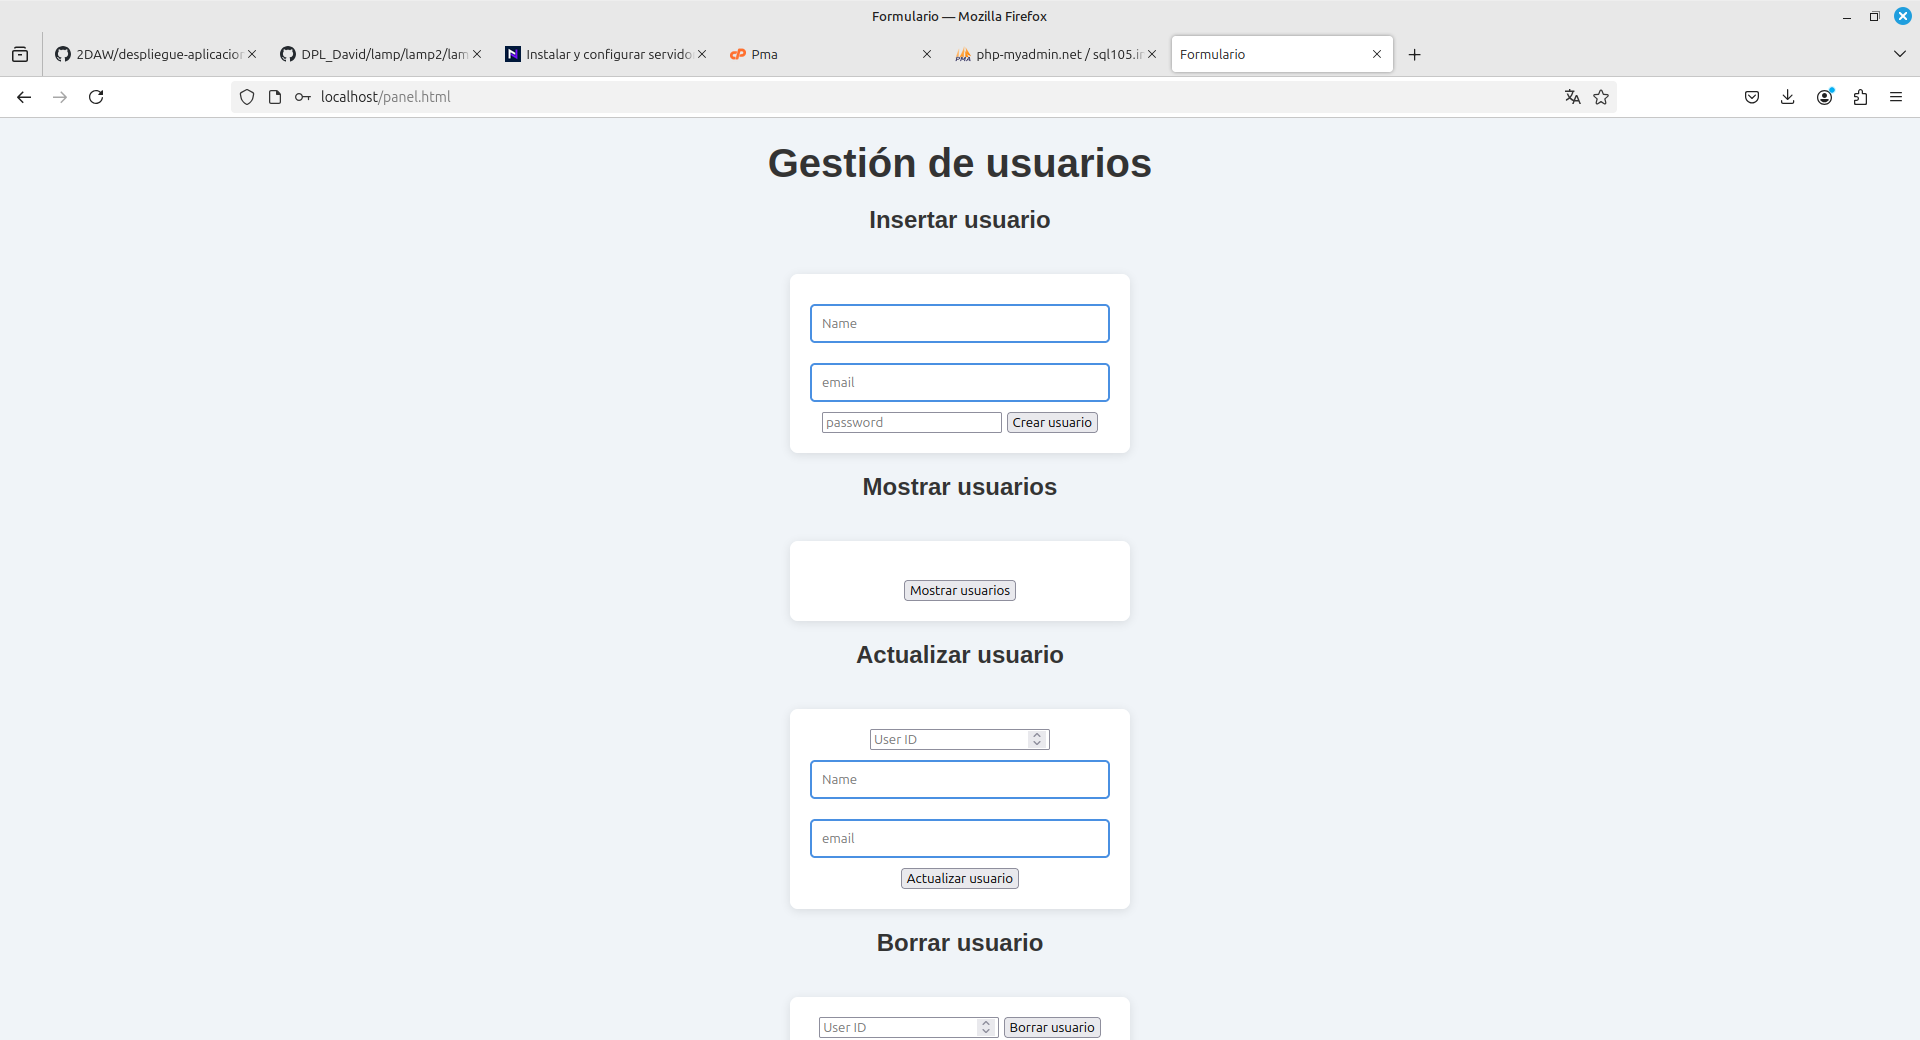 Formulario — Mozilla Firefox
2DAW/despliegue-aplicacion
DPL_David/lamp/lamp2/lam
Instalar y configurar servido
Pma
php-myadmin.net / sql105.in
Formulario
localhost/panel.html
Gestión de usuarios
Insertar usuario
Name
email
password
Crear usuario
Mostrar usuarios
Mostrar usuarios
Actualizar usuario
User ID
Name
email
Actualizar usuario
Borrar usuario
User ID
Borrar usuario